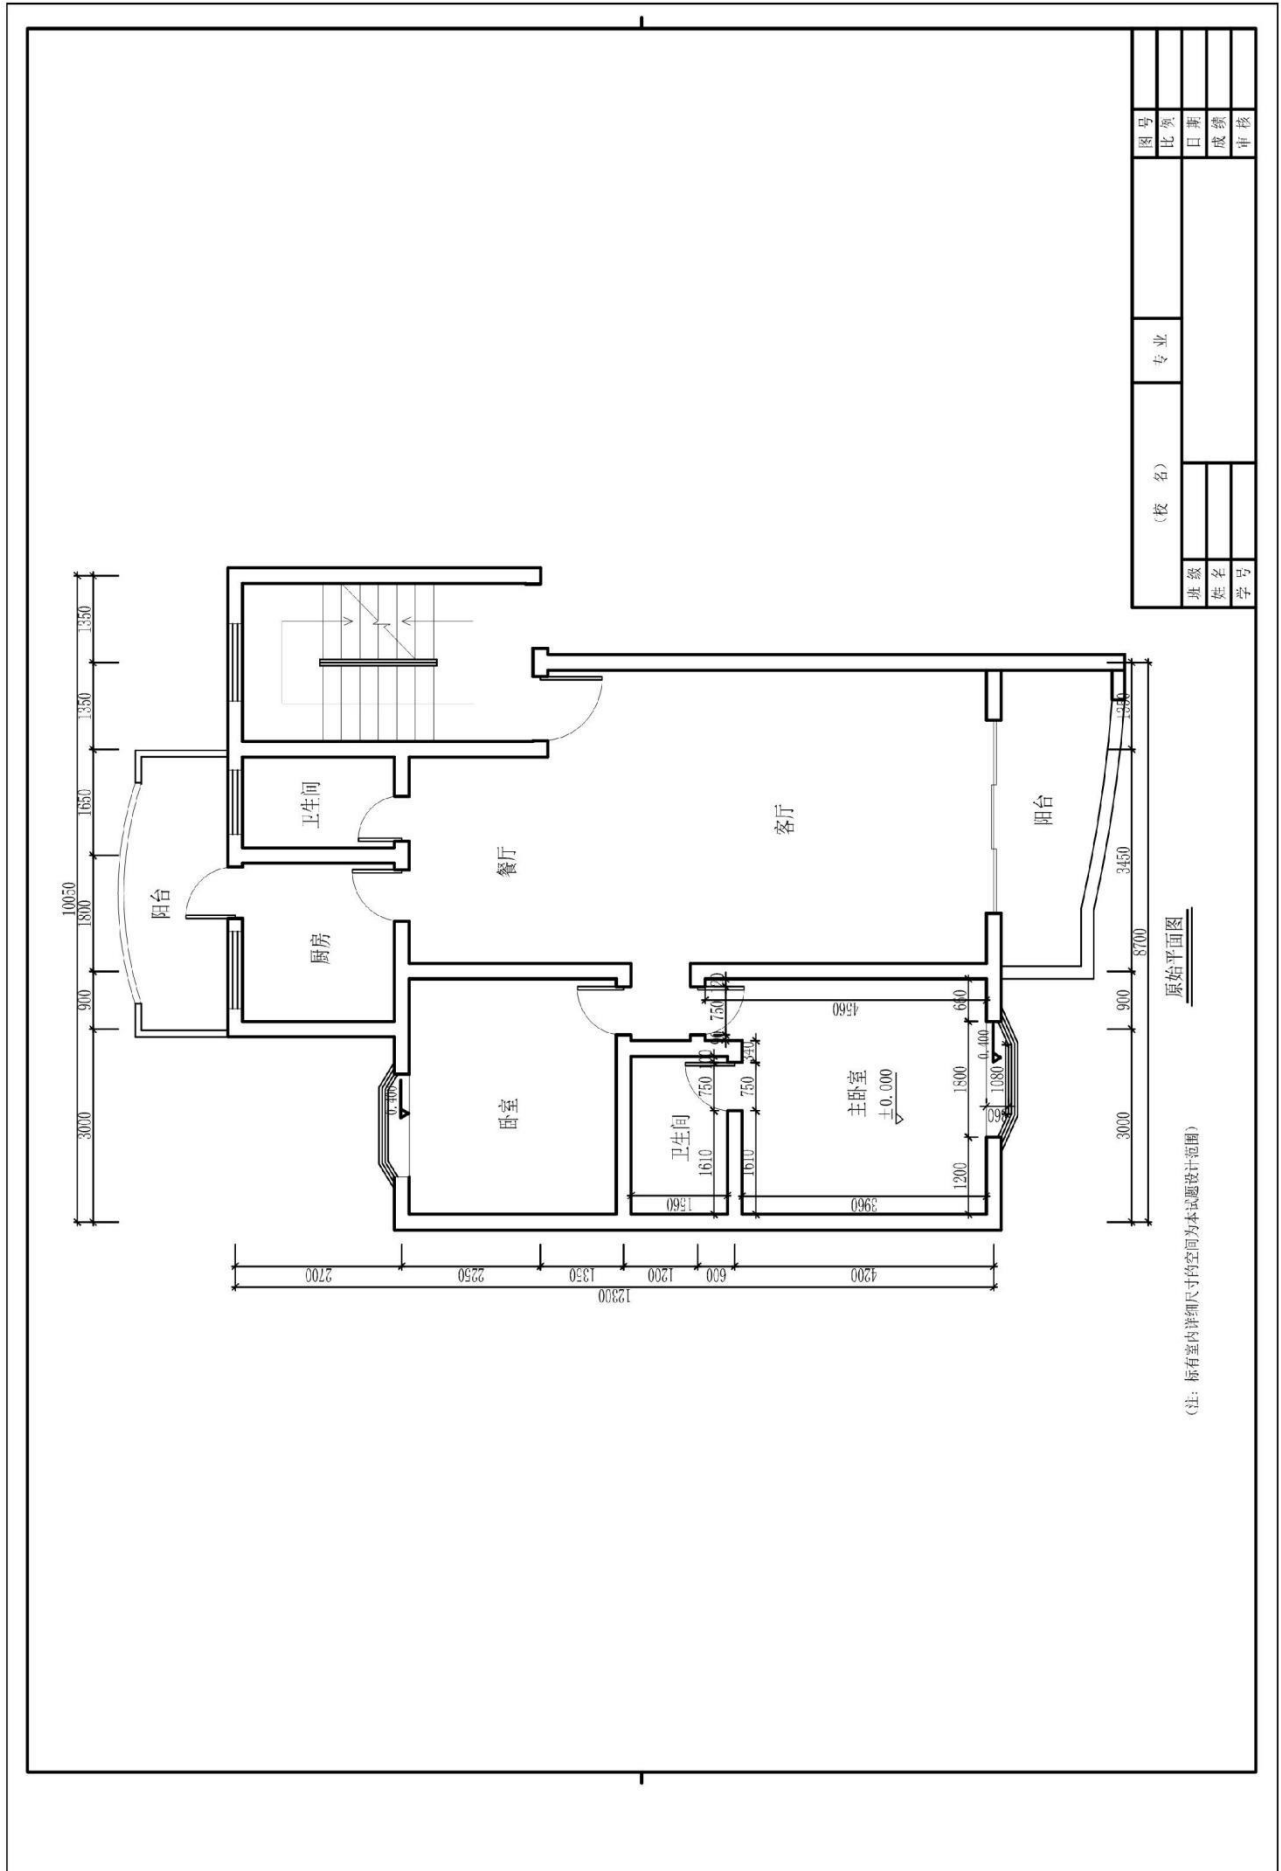 10050
3000
900
1800
1650
1350
1350
阳台
卫生间
厨房
0.400
卧室
餐厅
2700
2250
1350
1200
600
4200
12300
卫生间
1560
1610
750
1610
750
340
750
120
4560
主卧室
±0.000
3960
客厅
1200
1800
660
0.400
1080
360
阳台
3000
900
3450
1350
8700
原始平面图
(注：标有室内详细尺寸的空间为本试题设计范围)
(校 名)
专业
图号
比例
班级
日期
姓名
成绩
学号
审核